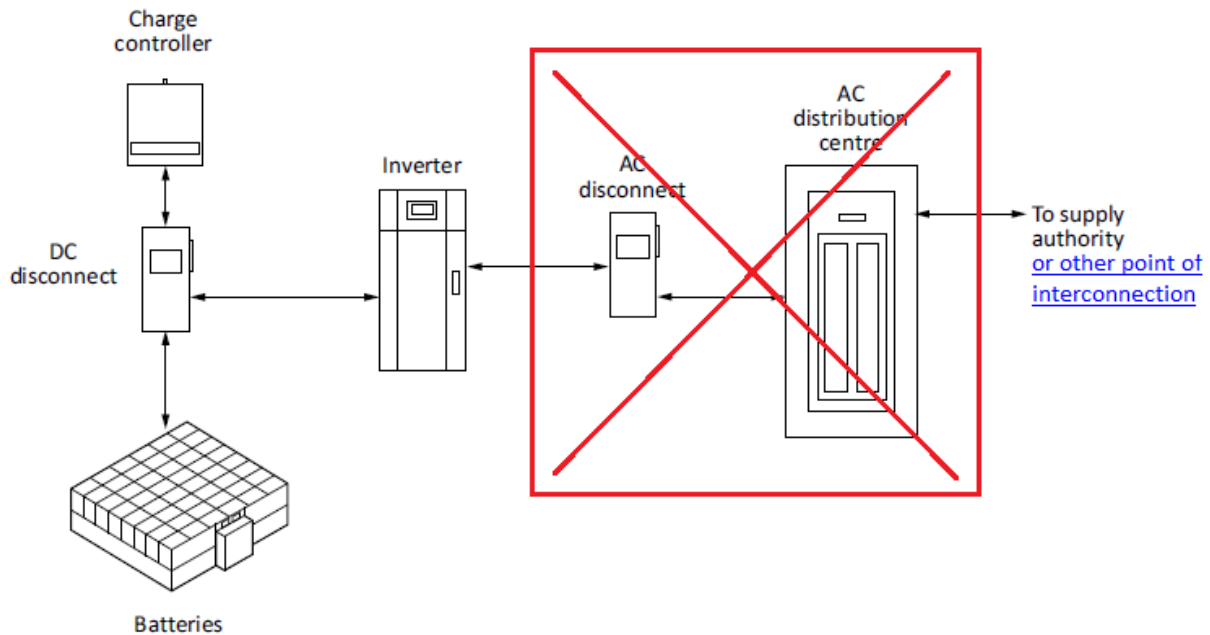 Charge
controller
AC
distribution
centre
Inverter
AC
disconnect
To supply
authority
or other point of
interconnection
DC
disconnect
Batteries